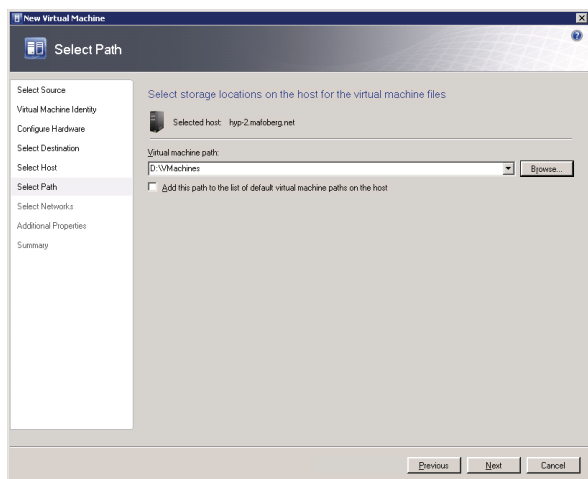 New Virtual Machine
Select Path
Select Source
Virtual Machine Identity
Configure Hardware
Select Destination
Select Host
Select Path
Select Networks
Additional Properties
Summary
Select storage locations on the host for the virtual machine files
Selected host: hyp-2.mafoberg.net
Virtual machine path:
D:\VMachines
Browse...
Add this path to the list of default virtual machine paths on the host
Previous
Next
Cancel